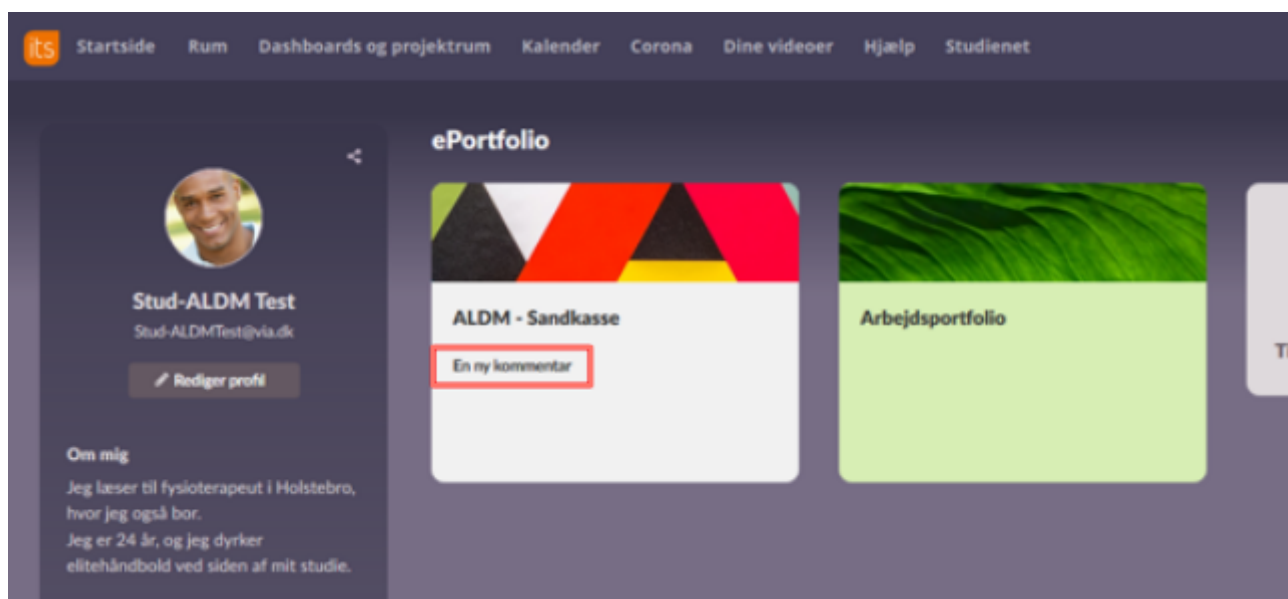 its Startside Rum Dashboards og projektrum Kalender Corona Dine videoer Hjælp Studienet
ePortfolio
Stud-ALDM Test
Stud-ALDMTest@via.dk
Rediger profil
Om mig
Jeg læser til fysioterapeut i Holstebro,
hvor jeg også bor.
Jeg er 24 år, og jeg dyrker
elitehåndbold ved siden af mit studie.
ALDM - Sandkasse
En ny kommentar
Arbejdsportfolio